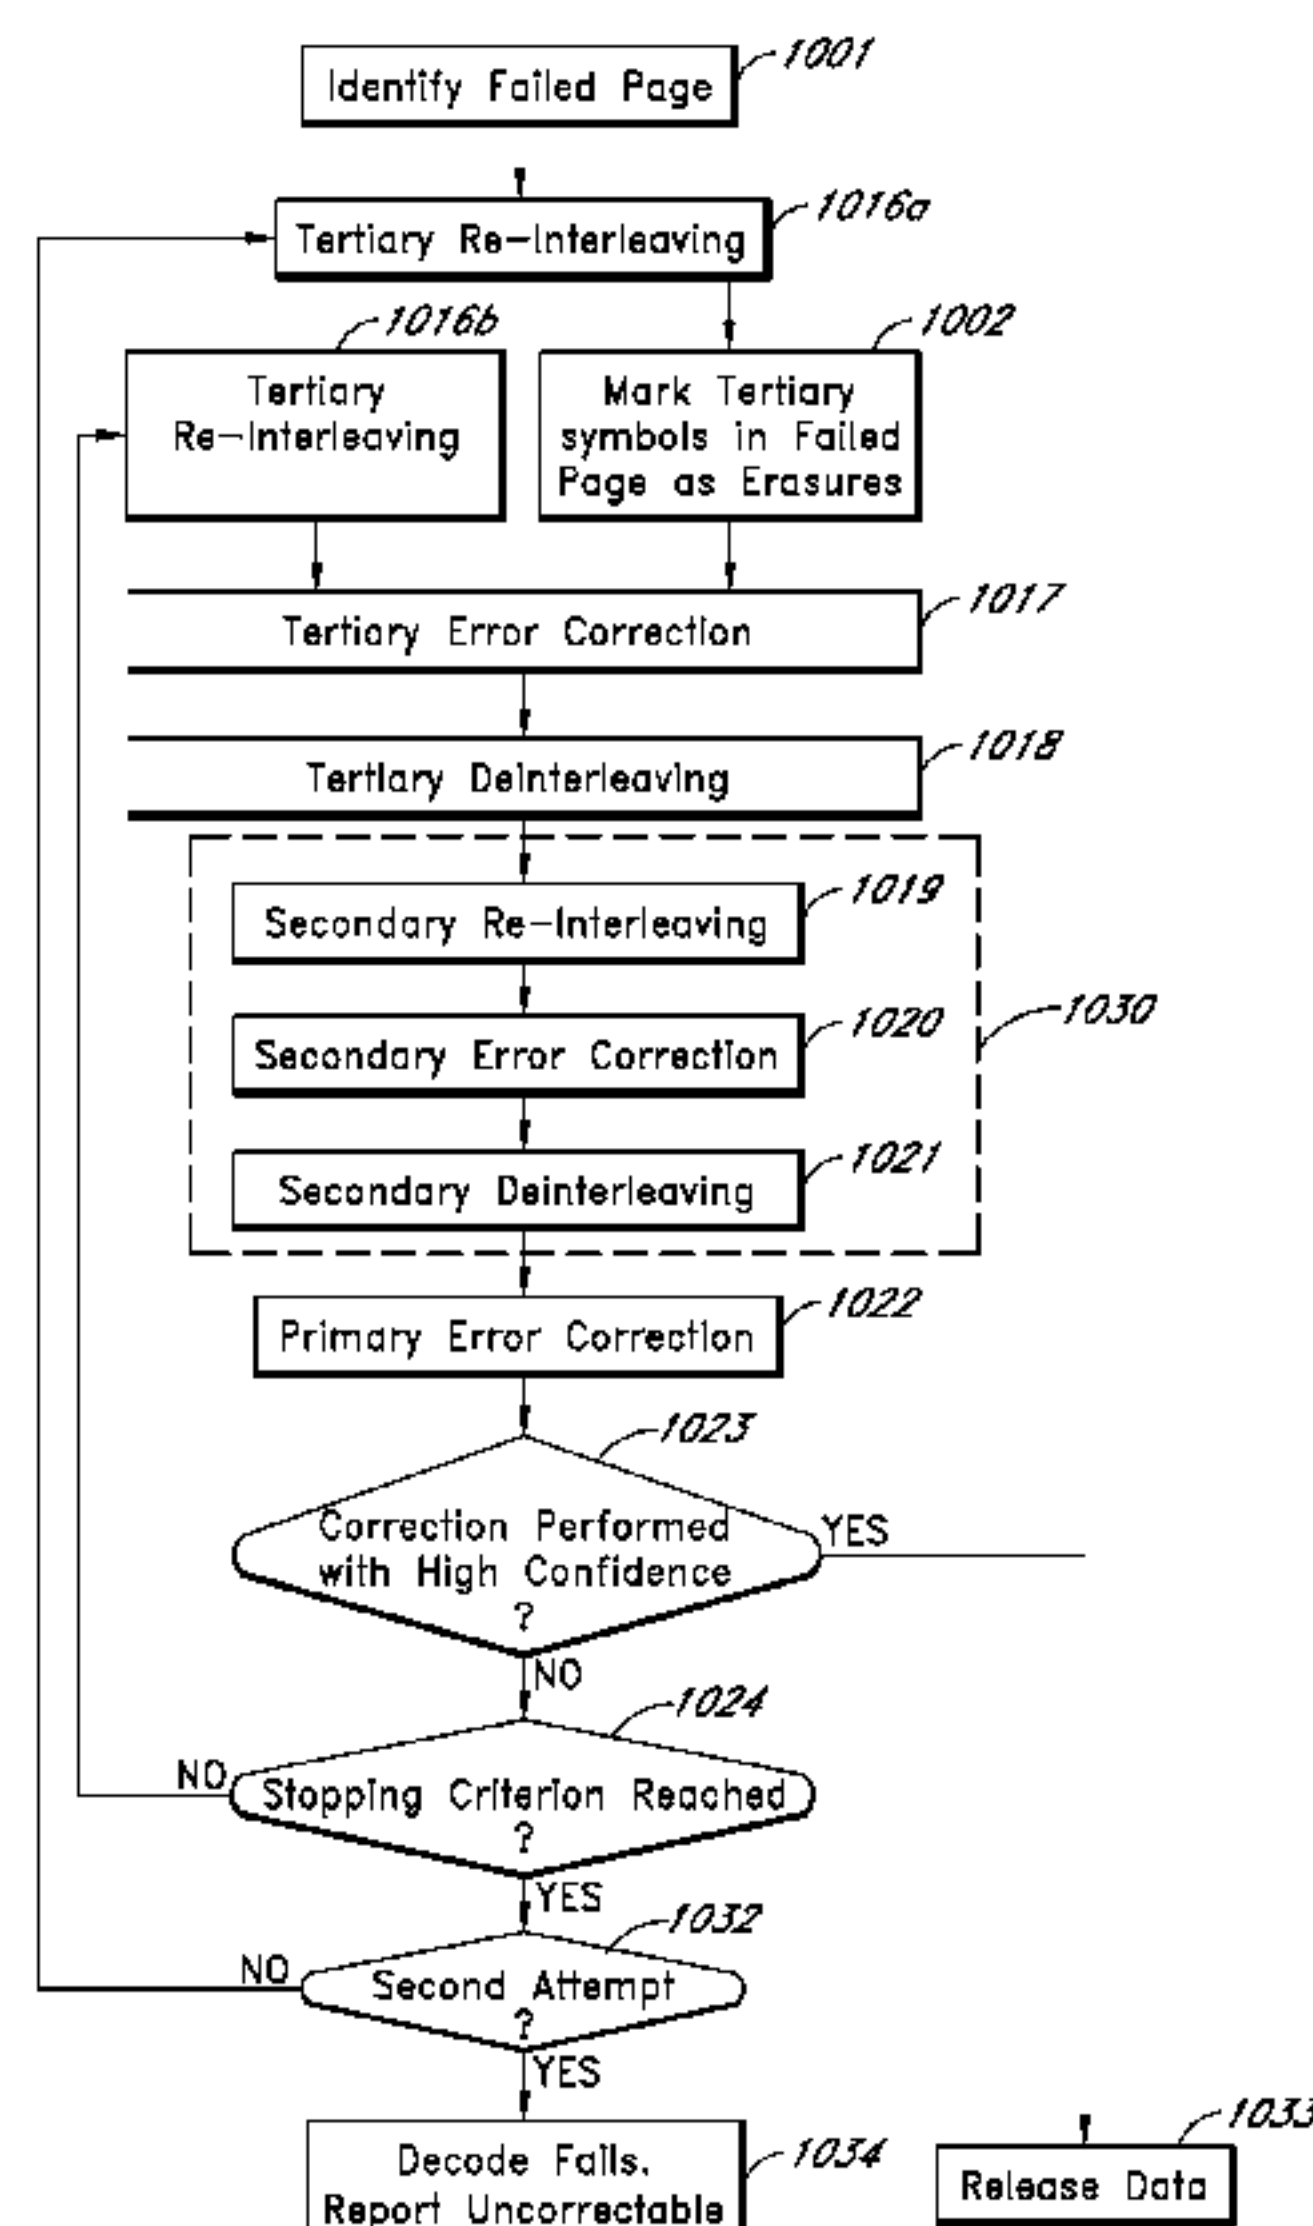 1001
Identify Failed Page
1016a
Tertiary Re-Interleaving
1016b
1002
Tertiary
Re-Interleaving
Mark Tertiary
symbols in Failed
Page as Erasures
1017
Tertiary Error Correction
1018
Tertiary Deinterleaving
1019
Secondary Re-Interleaving
1030
1020
Secondary Error Correction
1021
Secondary Deinterleaving
1022
Primary Error Correction
1023
Correction Performed
with High Confidence
?
YES
NO
1024
NO
Stopping Criterion Reached
?
YES
1032
NO
Second Attempt
?
YES
1034
Decode Fails.
Report Uncorrectable
1033
Release Data